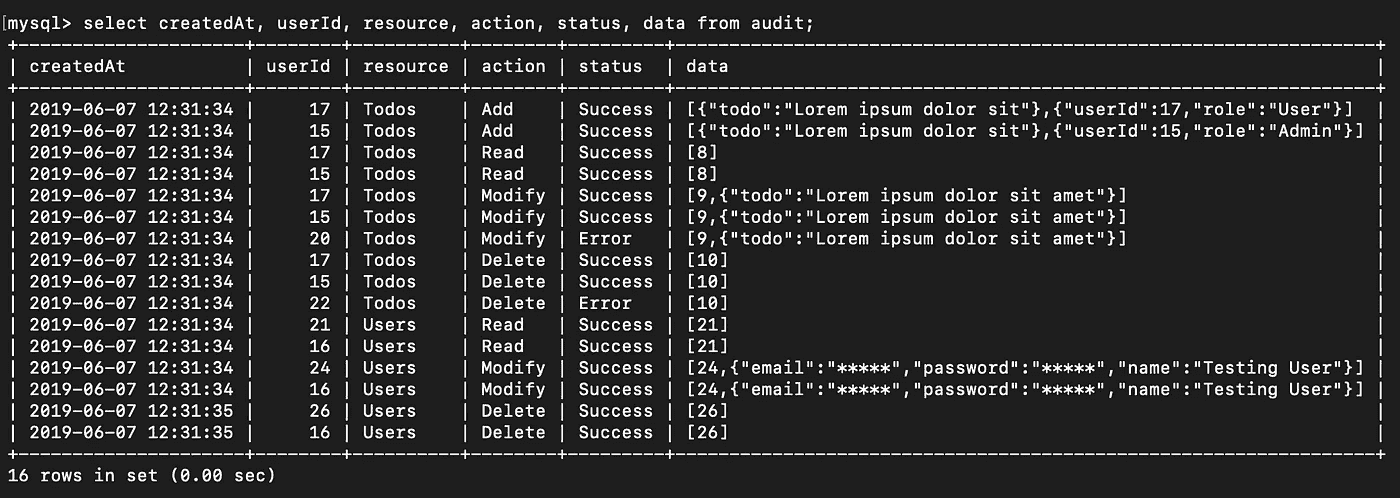 [mysql> select createdAt, userId, resource, action, status, data from audit;
+---------------------+--------+----------+--------+---------+-----------------------------------------------------------------+
| createdAt           | userId | resource | action | status  | data                                                            |
+---------------------+--------+----------+--------+---------+-----------------------------------------------------------------+
| 2019-06-07 12:31:34 |     17 | Todos    | Add    | Success | [{"todo":"Lorem ipsum dolor sit"},{"userId":17,"role":"User"}]  |
| 2019-06-07 12:31:34 |     15 | Todos    | Add    | Success | [{"todo":"Lorem ipsum dolor sit"},{"userId":15,"role":"Admin"}] |
| 2019-06-07 12:31:34 |     17 | Todos    | Read   | Success | [8]                                                             |
| 2019-06-07 12:31:34 |     15 | Todos    | Read   | Success | [8]                                                             |
| 2019-06-07 12:31:34 |     17 | Todos    | Modify | Success | [9,{"todo":"Lorem ipsum dolor sit amet"}]                       |
| 2019-06-07 12:31:34 |     15 | Todos    | Modify | Success | [9,{"todo":"Lorem ipsum dolor sit amet"}]                       |
| 2019-06-07 12:31:34 |     20 | Todos    | Modify | Error   | [9,{"todo":"Lorem ipsum dolor sit amet"}]                       |
| 2019-06-07 12:31:34 |     17 | Todos    | Delete | Success | [10]                                                            |
| 2019-06-07 12:31:34 |     15 | Todos    | Delete | Success | [10]                                                            |
| 2019-06-07 12:31:34 |     22 | Todos    | Delete | Error   | [10]                                                            |
| 2019-06-07 12:31:34 |     21 | Users    | Read   | Success | [21]                                                            |
| 2019-06-07 12:31:34 |     16 | Users    | Read   | Success | [21]                                                            |
| 2019-06-07 12:31:34 |     24 | Users    | Modify | Success | [24,{"email":"*****","password":"*****","name":"Testing User"}] |
| 2019-06-07 12:31:34 |     16 | Users    | Modify | Success | [24,{"email":"*****","password":"*****","name":"Testing User"}] |
| 2019-06-07 12:31:35 |     26 | Users    | Delete | Success | [26]                                                            |
| 2019-06-07 12:31:35 |     16 | Users    | Delete | Success | [26]                                                            |
+---------------------+--------+----------+--------+---------+-----------------------------------------------------------------+
16 rows in set (0.00 sec)